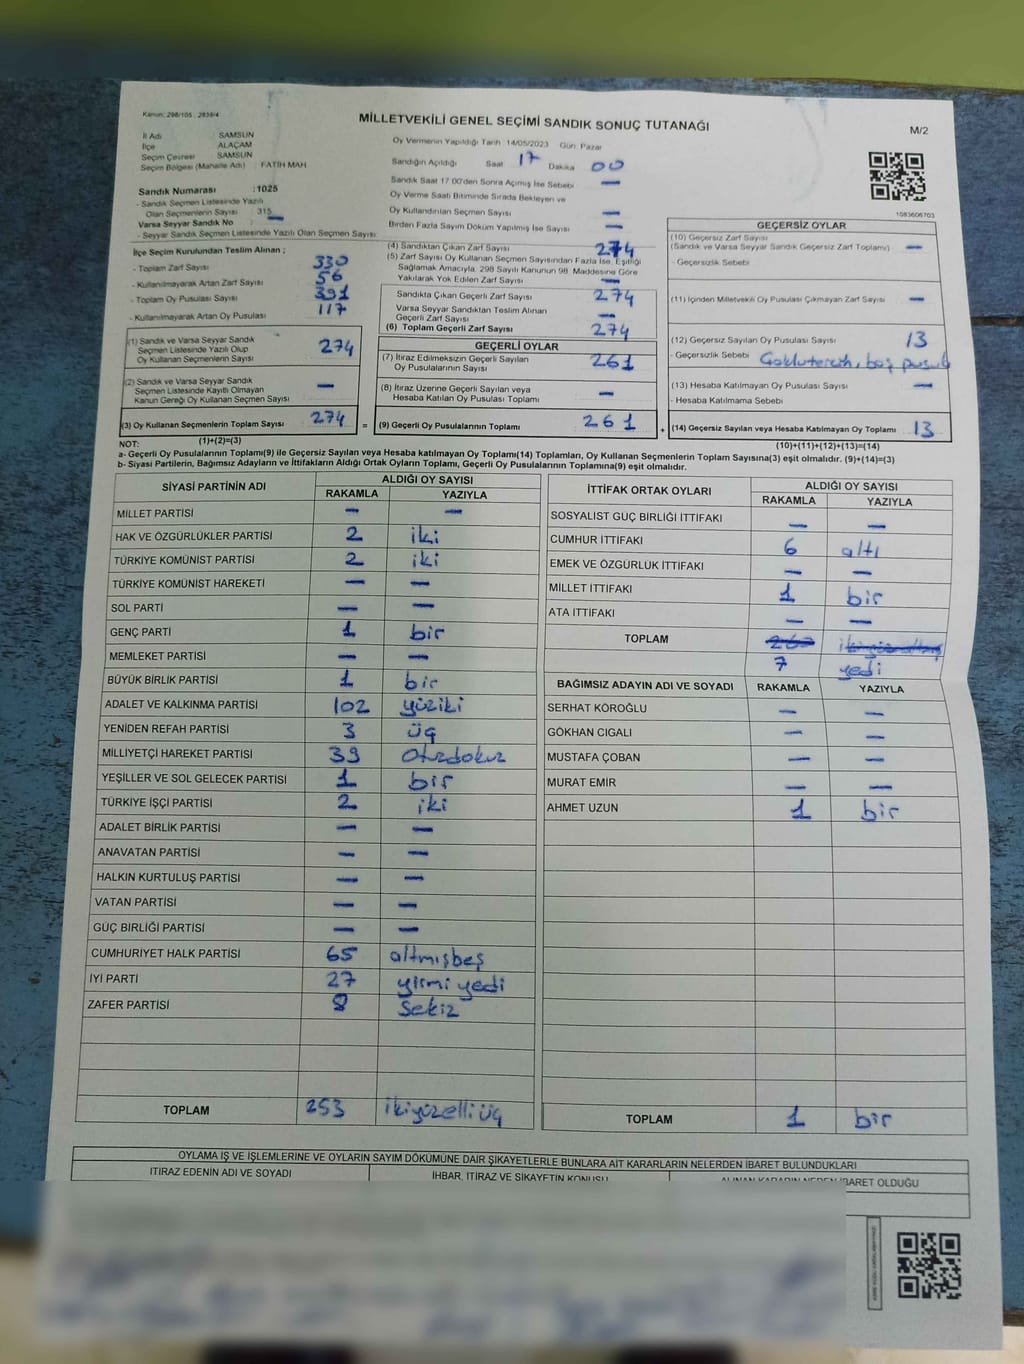 Kanun: 298/105 , 2839/4
MİLLETVEKİLİ GENEL SEÇİMİ SANDIK SONUÇ TUTANAĞI
M/2
İl Adı SAMSUN
İlçe ALAÇAM
Seçim Çevresi SAMSUN
Seçim Bölgesi (Mahalle Adı) : FATİH MAH.
Oy Vermenin Yapıldığı Tarih 14/05/2023 Gün: Pazar
Sandığın Açıldığı Saat 17 Dakika 00
Sandık Saat 17:00'den Sonra Açılmış İse Sebebi —
Oy Verme Saati Bitiminde Sırada Bekleyen ve
Oy Kullandırılan Seçmen Sayısı —
Birden Fazla Sayım Döküm Yapılmış İse Sayısı —
Sandık Numarası : 1025
- Sandık Seçmen Listesinde Yazılı
Olan Seçmenlerin Sayısı 315
Varsa Seyyar Sandık No : —
- Seyyar Sandık Seçmen Listesinde Yazılı Olan Seçmen Sayısı
1083606703
İlçe Seçim Kurulundan Teslim Alınan ;
- Toplam Zarf Sayısı 330
- Kullanılmayarak Artan Zarf Sayısı 56
- Toplam Oy Pusulası Sayısı 391
- Kullanılmayarak Artan Oy Pusulası 117
(1) Sandık ve Varsa Seyyar Sandık
Seçmen Listesinde Yazılı Olup
Oy Kullanan Seçmenlerin Sayısı 274
(2) Sandık ve Varsa Seyyar Sandık
Seçmen Listesinde Kayıtlı Olmayan
Kanun Gereği Oy Kullanan Seçmen Sayısı —
(3) Oy Kullanan Seçmenlerin Toplam Sayısı 274 =
(4) Sandıktan Çıkan Zarf Sayısı 274
(5) Zarf Sayısı Oy Kullanan Seçmen Sayısından Fazla İse, Eşitliği
Sağlamak Amacıyla, 298 Sayılı Kanunun 98. Maddesine Göre
Yakılarak Yok Edilen Zarf Sayısı —
Sandıkta Çıkan Geçerli Zarf Sayısı 274
Varsa Seyyar Sandıktan Teslim Alınan
Geçerli Zarf Sayısı —
(6) Toplam Geçerli Zarf Sayısı 274
GEÇERLİ OYLAR
(7) İtiraz Edilmeksizin Geçerli Sayılan
Oy Pusulalarının Sayısı 261
(8) İtiraz Üzerine Geçerli Sayılan veya
Hesaba Katılan Oy Pusulası Toplamı —
(9) Geçerli Oy Pusulalarının Toplamı 261 +
GEÇERSİZ OYLAR
(10) Geçersiz Zarf Sayısı
(Sandık ve Varsa Seyyar Sandık Geçersiz Zarf Toplamı) —
- Geçersizlik Sebebi
(11) İçinden Milletvekili Oy Pusulası Çıkmayan Zarf Sayısı —
(12) Geçersiz Sayılan Oy Pusulası Sayısı 13
- Geçersizlik Sebebi boş pusula
(13) Hesaba Katılmayan Oy Pusulası Sayısı —
- Hesaba Katılmama Sebebi
(14) Geçersiz Sayılan veya Hesaba Katılmayan Oy Toplamı 13
NOT: (1)+(2)=(3) (10)+(11)+(12)+(13)=(14)
a- Geçerli Oy Pusulalarının Toplamı(9) ile Geçersiz Sayılan veya Hesaba katılmayan Oy Toplamı(14) Toplamları, Oy Kullanan Seçmenlerin Toplam Sayısına(3) eşit olmalıdır. (9)+(14)=(3)
b- Siyasi Partilerin, Bağımsız Adayların ve İttifakların Aldığı Ortak Oyların Toplamı, Geçerli Oy Pusulalarının Toplamına(9) eşit olmalıdır.
SİYASİ PARTİNİN ADI ALDIĞI OY SAYISI
RAKAMLA YAZIYLA
MİLLET PARTİSİ — —
HAK VE ÖZGÜRLÜKLER PARTİSİ 2 iki
TÜRKİYE KOMÜNİST PARTİSİ 2 iki
TÜRKİYE KOMÜNİST HAREKETİ — —
SOL PARTİ — —
GENÇ PARTİ 1 bir
MEMLEKET PARTİSİ — —
BÜYÜK BİRLİK PARTİSİ 1 bir
ADALET VE KALKINMA PARTİSİ 102 yüziki
YENİDEN REFAH PARTİSİ 3 üç
MİLLİYETÇİ HAREKET PARTİSİ 39 otuzdokuz
YEŞİLLER VE SOL GELECEK PARTİSİ 1 bir
TÜRKİYE İŞÇİ PARTİSİ 2 iki
ADALET BİRLİK PARTİSİ — —
ANAVATAN PARTİSİ — —
HALKIN KURTULUŞ PARTİSİ — —
VATAN PARTİSİ — —
GÜÇ BİRLİĞİ PARTİSİ — —
CUMHURİYET HALK PARTİSİ 65 altmışbeş
İYİ PARTİ 27 yirmi yedi
ZAFER PARTİSİ 8 sekiz
TOPLAM 253 ikiyüzelli üç
İTTİFAK ORTAK OYLARI ALDIĞI OY SAYISI
RAKAMLA YAZIYLA
SOSYALİST GÜÇ BİRLİĞİ İTTİFAKI — —
CUMHUR İTTİFAKI 6 altı
EMEK VE ÖZGÜRLÜK İTTİFAKI — —
MİLLET İTTİFAKI 1 bir
ATA İTTİFAKI — —
TOPLAM
7 yedi
BAĞIMSIZ ADAYIN ADI VE SOYADI RAKAMLA YAZIYLA
SERHAT KÖROĞLU — —
GÖKHAN CIGALI — —
MUSTAFA ÇOBAN — —
MURAT EMİR — —
AHMET UZUN 1 bir
TOPLAM 1 bir
OYLAMA İŞ VE İŞLEMLERİNE VE OYLARIN SAYIM DÖKÜMÜNE DAİR ŞİKAYETLERLE BUNLARA AİT KARARLARIN NELERDEN İBARET BULUNDUKLARI
İTİRAZ EDENİN ADI VE SOYADI İHBAR, İTİRAZ VE ŞİKAYETİN KONUSU ALINAN KARARIN NEDEN İBARET OLDUĞU